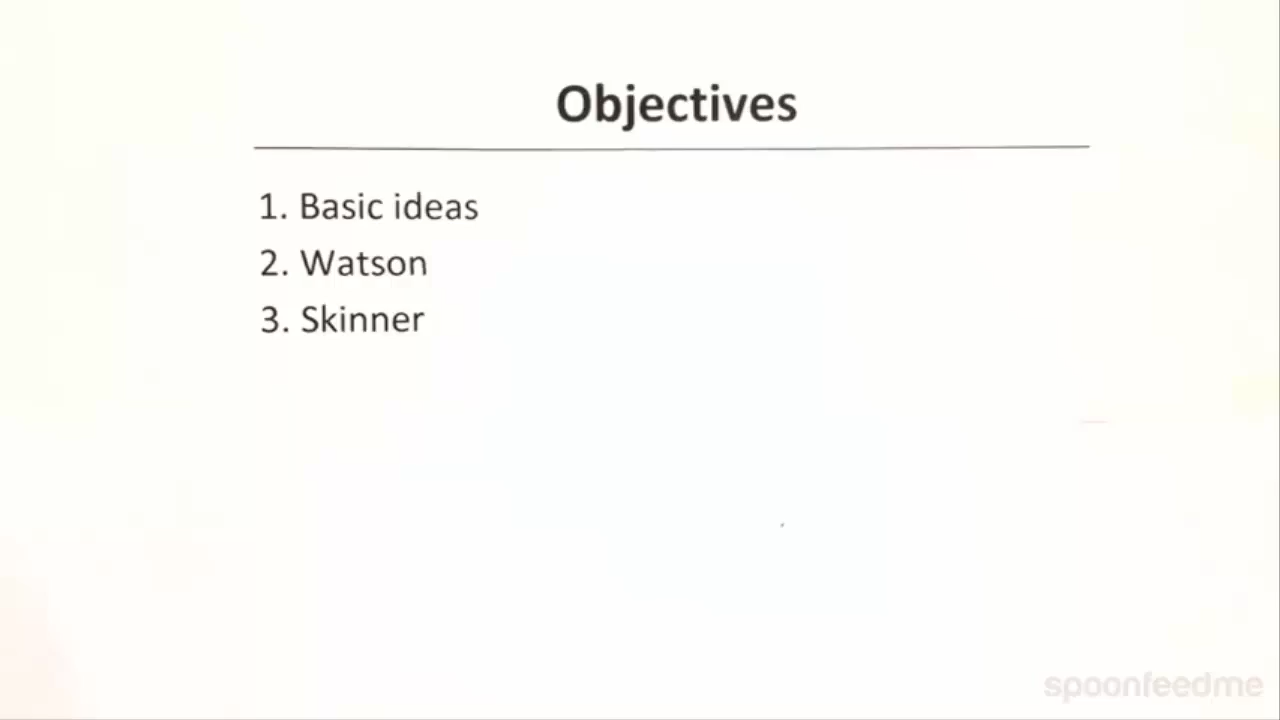 Objectives
1. Basic ideas
2. Watson
3. Skinner
spoonfeedme